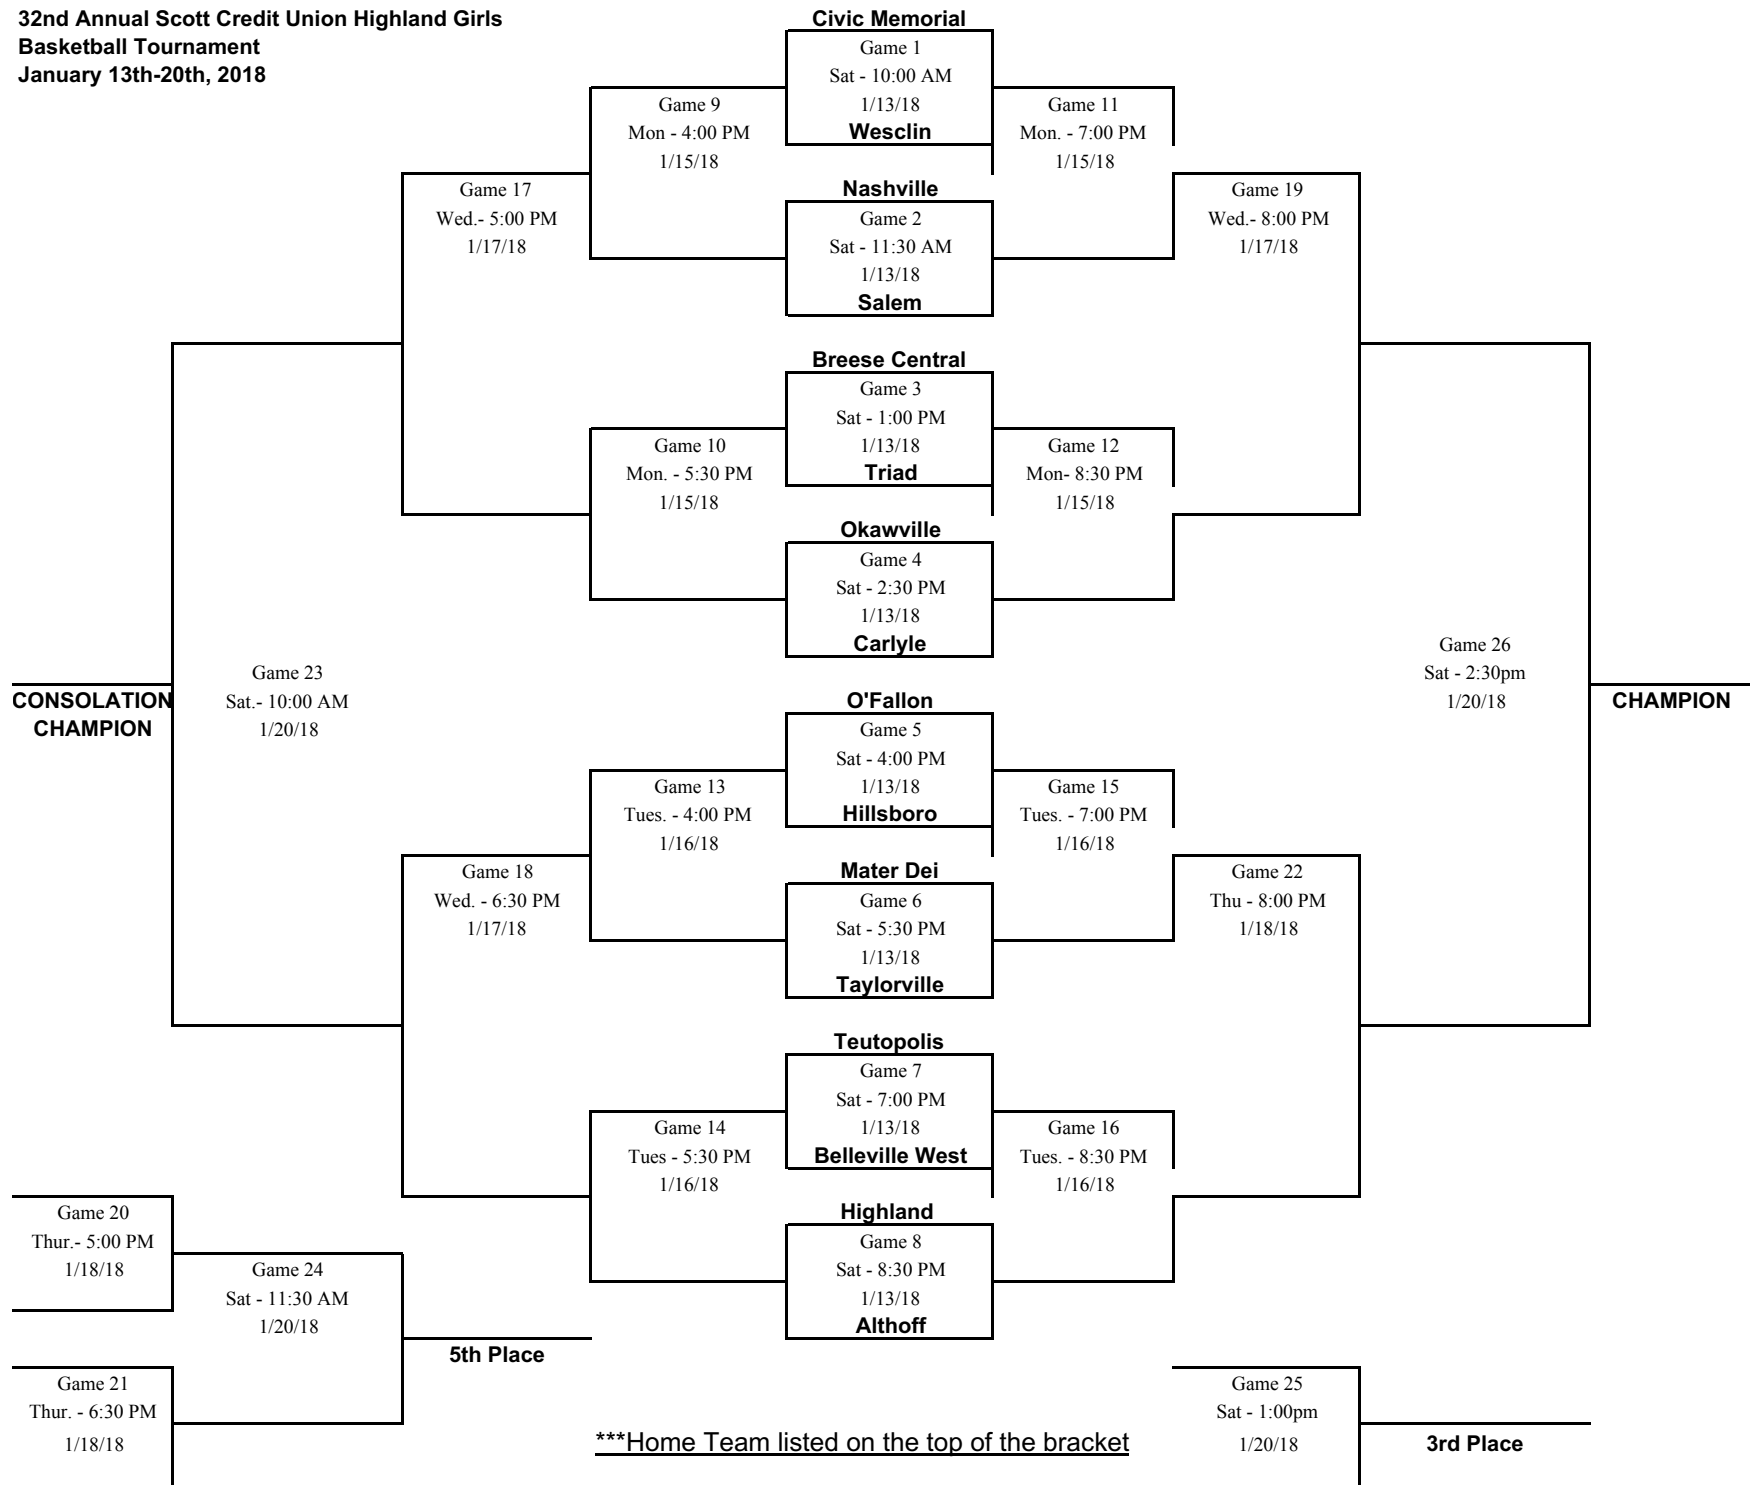 32nd Annual Scott Credit Union Highland Girls
Basketball Tournament
January 13th-20th, 2018
Civic Memorial
Game 1
Sat - 10:00 AM
1/13/18
Wesclin
Game 9
Mon - 4:00 PM
1/15/18
Game 11
Mon. - 7:00 PM
1/15/18
Game 17
Wed.- 5:00 PM
1/17/18
Nashville
Game 2
Sat - 11:30 AM
1/13/18
Salem
Game 19
Wed.- 8:00 PM
1/17/18
Breese Central
Game 3
Sat - 1:00 PM
1/13/18
Triad
Game 10
Mon. - 5:30 PM
1/15/18
Game 12
Mon- 8:30 PM
1/15/18
Okawville
Game 4
Sat - 2:30 PM
1/13/18
Carlyle
Game 23
Sat.- 10:00 AM
1/20/18
CONSOLATION
CHAMPION
Game 26
Sat - 2:30pm
1/20/18
CHAMPION
O'Fallon
Game 5
Sat - 4:00 PM
1/13/18
Hillsboro
Game 13
Tues. - 4:00 PM
1/16/18
Game 15
Tues. - 7:00 PM
1/16/18
Game 18
Wed. - 6:30 PM
1/17/18
Mater Dei
Game 6
Sat - 5:30 PM
1/13/18
Taylorville
Game 22
Thu - 8:00 PM
1/18/18
Teutopolis
Game 7
Sat - 7:00 PM
1/13/18
Belleville West
Game 14
Tues - 5:30 PM
1/16/18
Game 16
Tues. - 8:30 PM
1/16/18
Highland
Game 8
Sat - 8:30 PM
1/13/18
Althoff
Game 20
Thur.- 5:00 PM
1/18/18
Game 24
Sat - 11:30 AM
1/20/18
5th Place
Game 21
Thur. - 6:30 PM
1/18/18
***Home Team listed on the top of the bracket
Game 25
Sat - 1:00pm
1/20/18
3rd Place